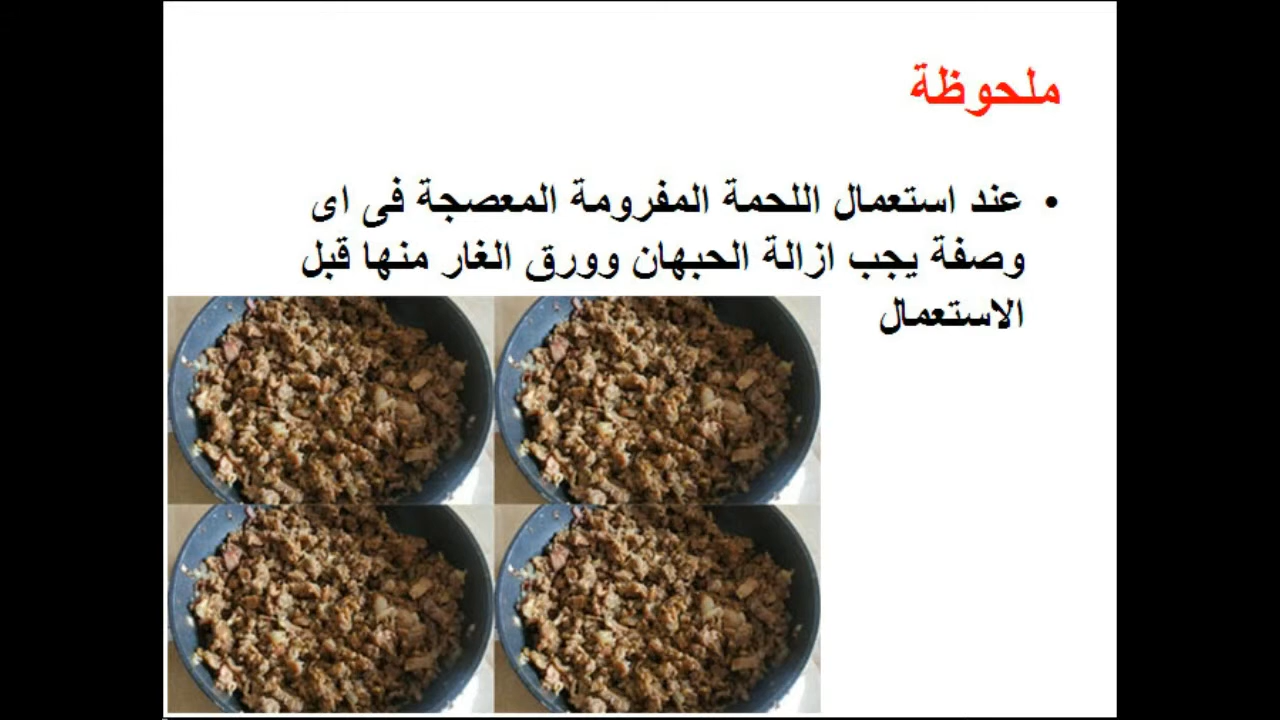 ملحوظة
• عند استعمال اللحمة المفرومة المعصجة فى اى
وصفة يجب ازالة الحبهان وورق الغار منها قبل
الاستعمال